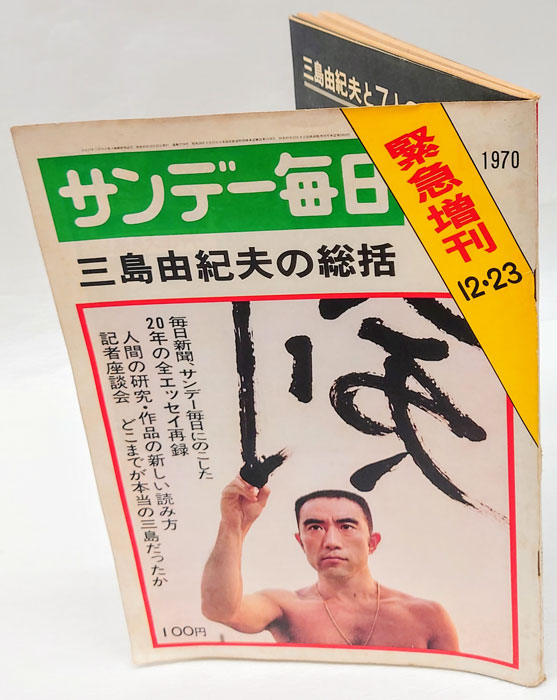 三島由紀夫と7人の
サンデー毎日
緊急増刊
12・23
1970
三島由紀夫の総括
毎日新聞、サンデー毎日にのこした
20年の全エッセイ再録
人間の研究・作品の新しい読み方
記者座談会 どこまでが本当の三島だったか
100円